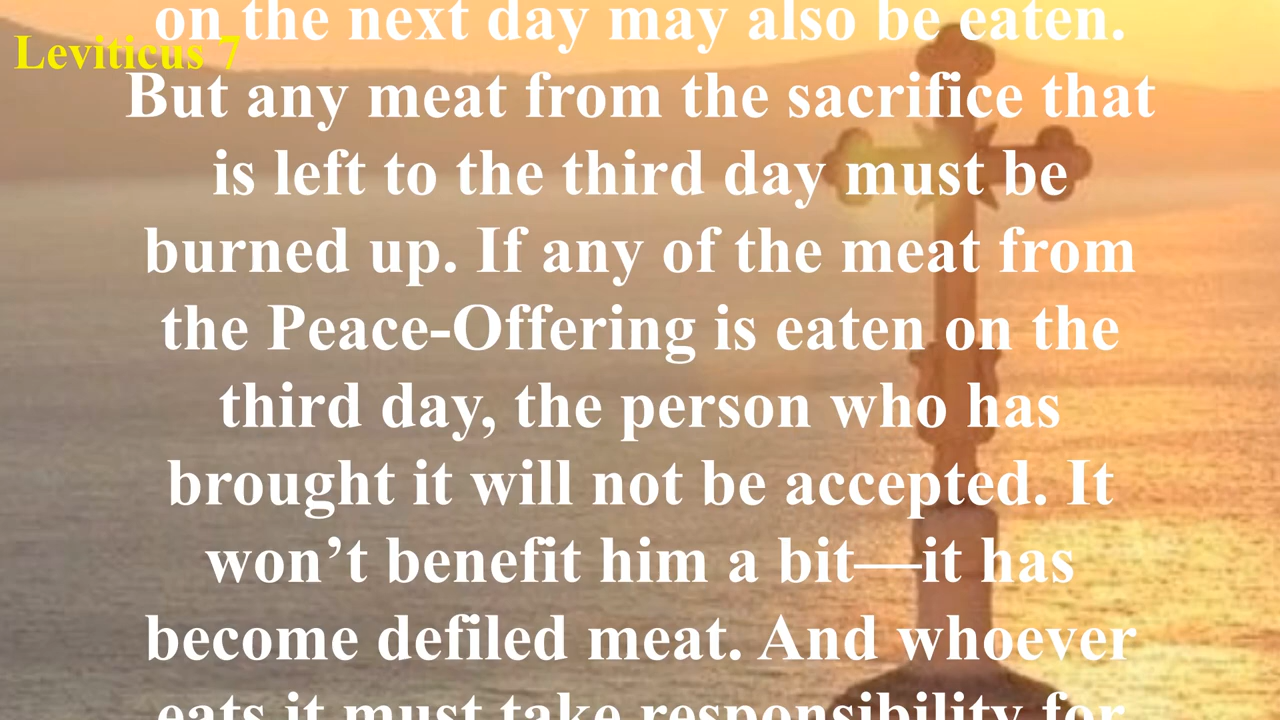 on the next day may also be eaten.
Leviticus 7
But any meat from the sacrifice that
is left to the third day must be
burned up. If any of the meat from
the Peace-Offering is eaten on the
third day, the person who has
brought it will not be accepted. It
won’t benefit him a bit—it has
become defiled meat. And whoever
eats it must take responsibility for